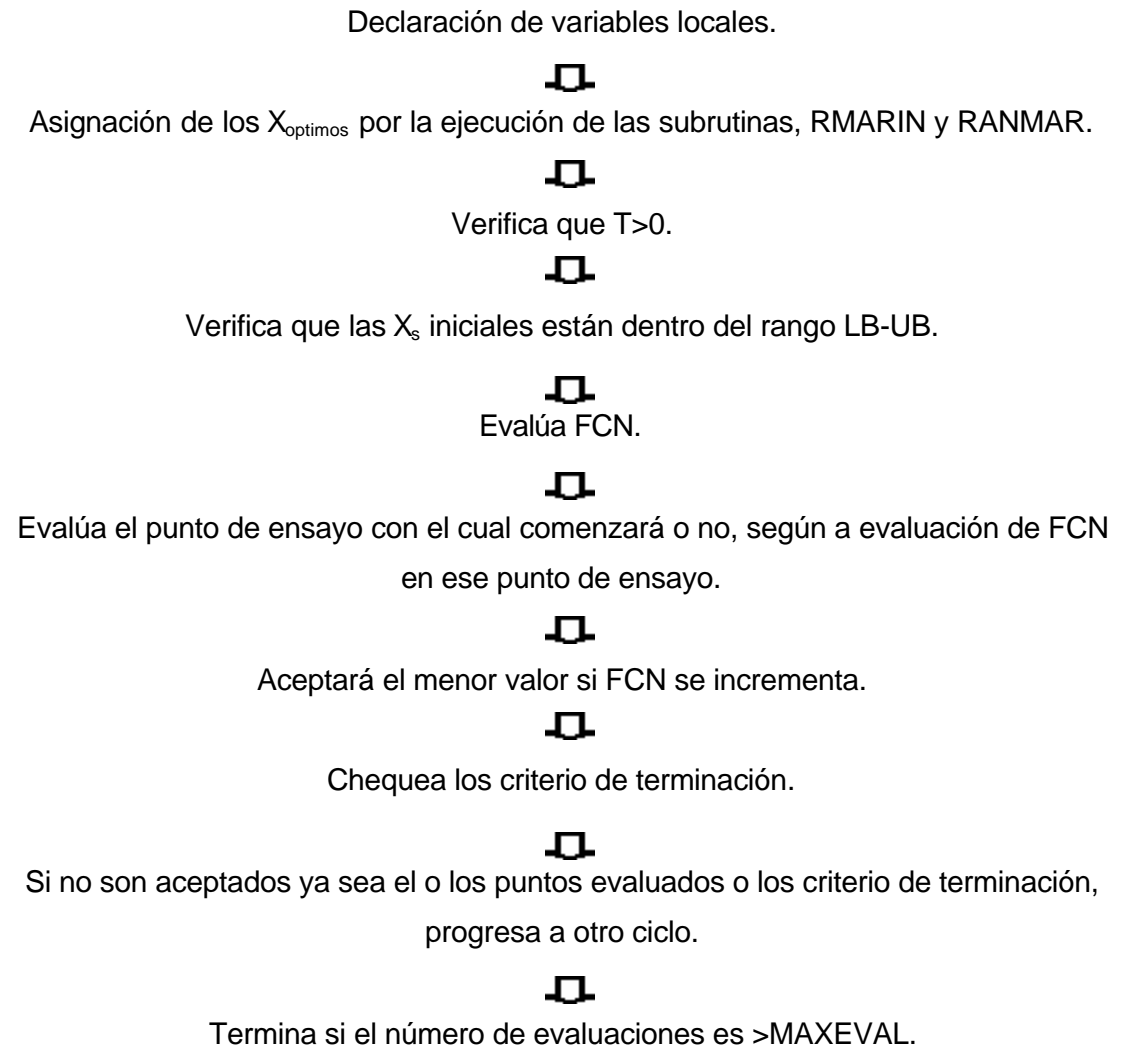 Declaración de variables locales.
Asignación de los Xoptimos por la ejecución de las subrutinas, RMARIN y RANMAR.
Verifica que T>0.
Verifica que las Xs iniciales están dentro del rango LB-UB.
Evalúa FCN.
Evalúa el punto de ensayo con el cual comenzará o no, según a evaluación de FCN
en ese punto de ensayo.
Aceptará el menor valor si FCN se incrementa.
Chequea los criterio de terminación.
Si no son aceptados ya sea el o los puntos evaluados o los criterio de terminación,
progresa a otro ciclo.
Termina si el número de evaluaciones es >MAXEVAL.